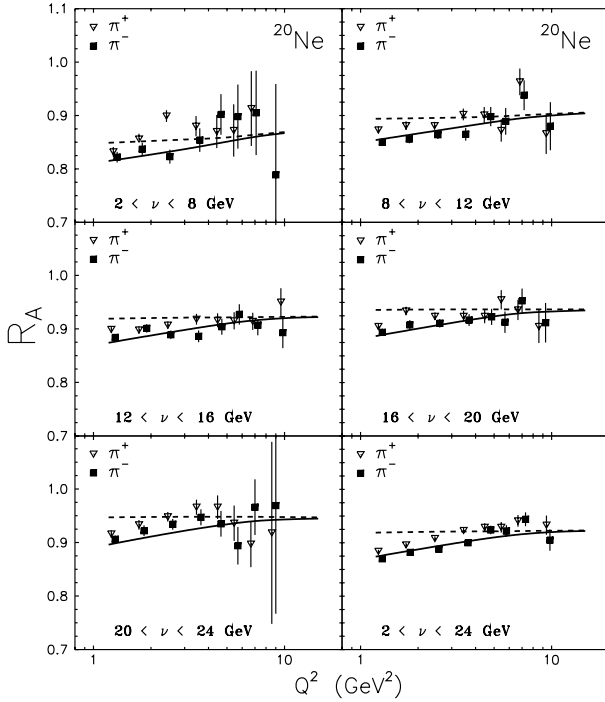 1.1
1.0
0.9
0.8
0.7
π+
π−
20Ne
2 < ν < 8 GeV
π+
π−
20Ne
8 < ν < 12 GeV
1.0
0.9
0.8
0.7
π+
π−
12 < ν < 16 GeV
π+
π−
16 < ν < 20 GeV
R_A
1.0
0.9
0.8
0.7
π+
π−
20 < ν < 24 GeV
π+
π−
2 < ν < 24 GeV
1
10
1
10
Q² (GeV²)